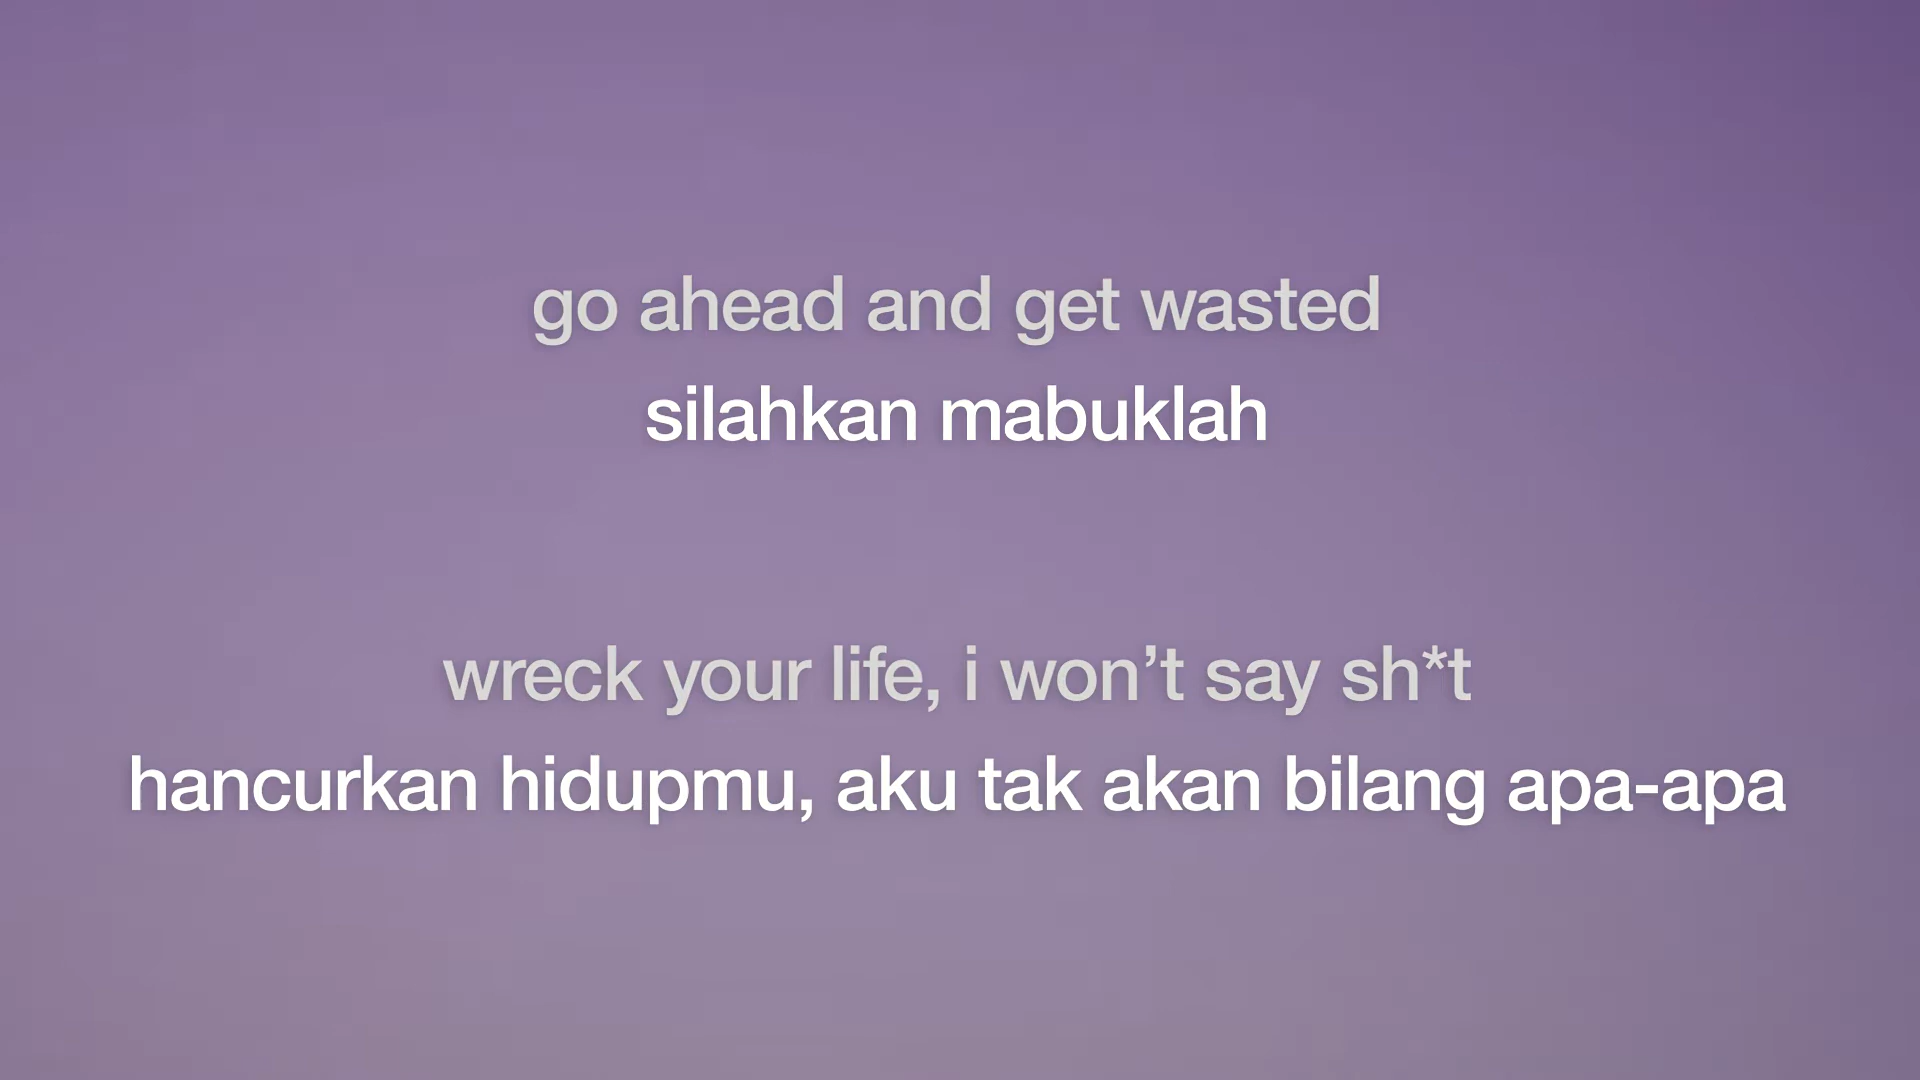 go ahead and get wasted
silahkan mabuklah
wreck your life, i won’t say sh*t
hancurkan hidupmu, aku tak akan bilang apa-apa